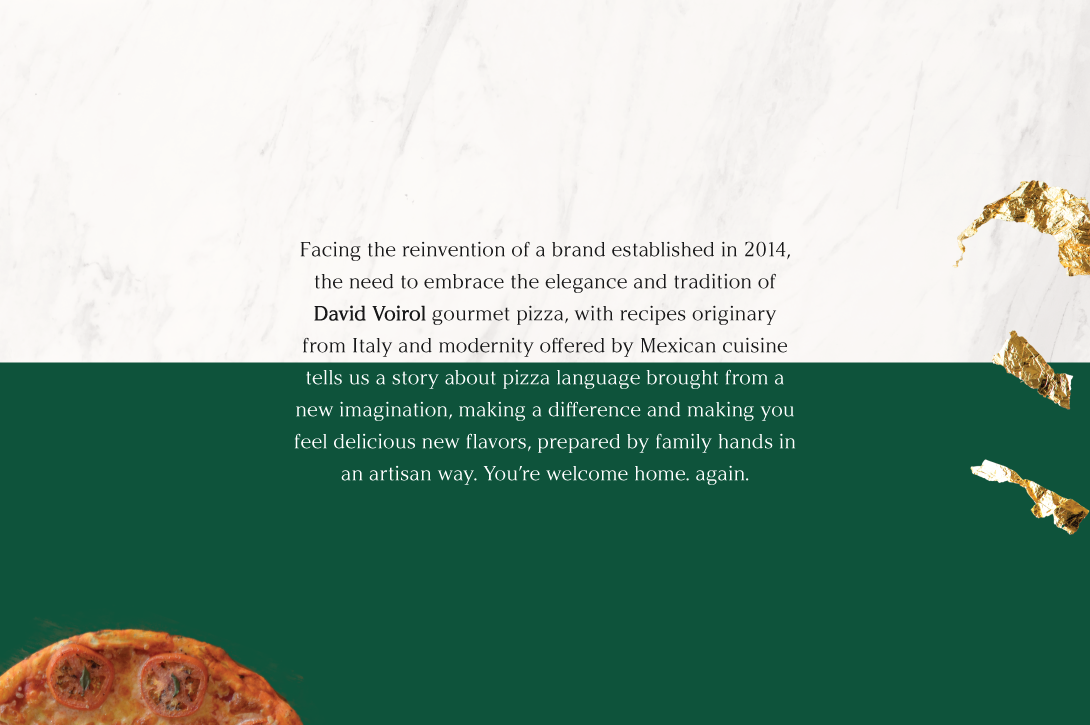 Facing the reinvention of a brand established in 2014,
the need to embrace the elegance and tradition of
David Voirol gourmet pizza, with recipes originary
from Italy and modernity offered by Mexican cuisine
tells us a story about pizza language brought from a
new imagination, making a difference and making you
feel delicious new flavors, prepared by family hands in
an artisan way. You’re welcome home. again.